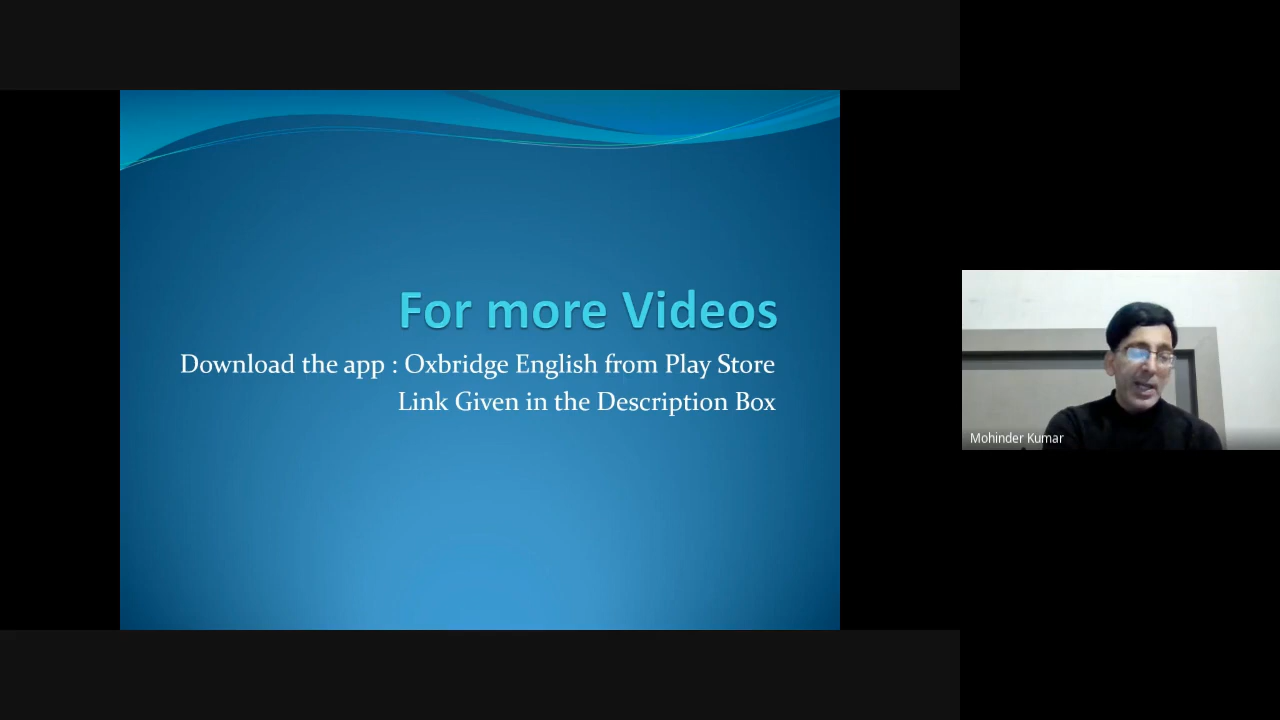 For more Videos
Download the app : Oxbridge English from Play Store
Link Given in the Description Box
Mohinder Kumar